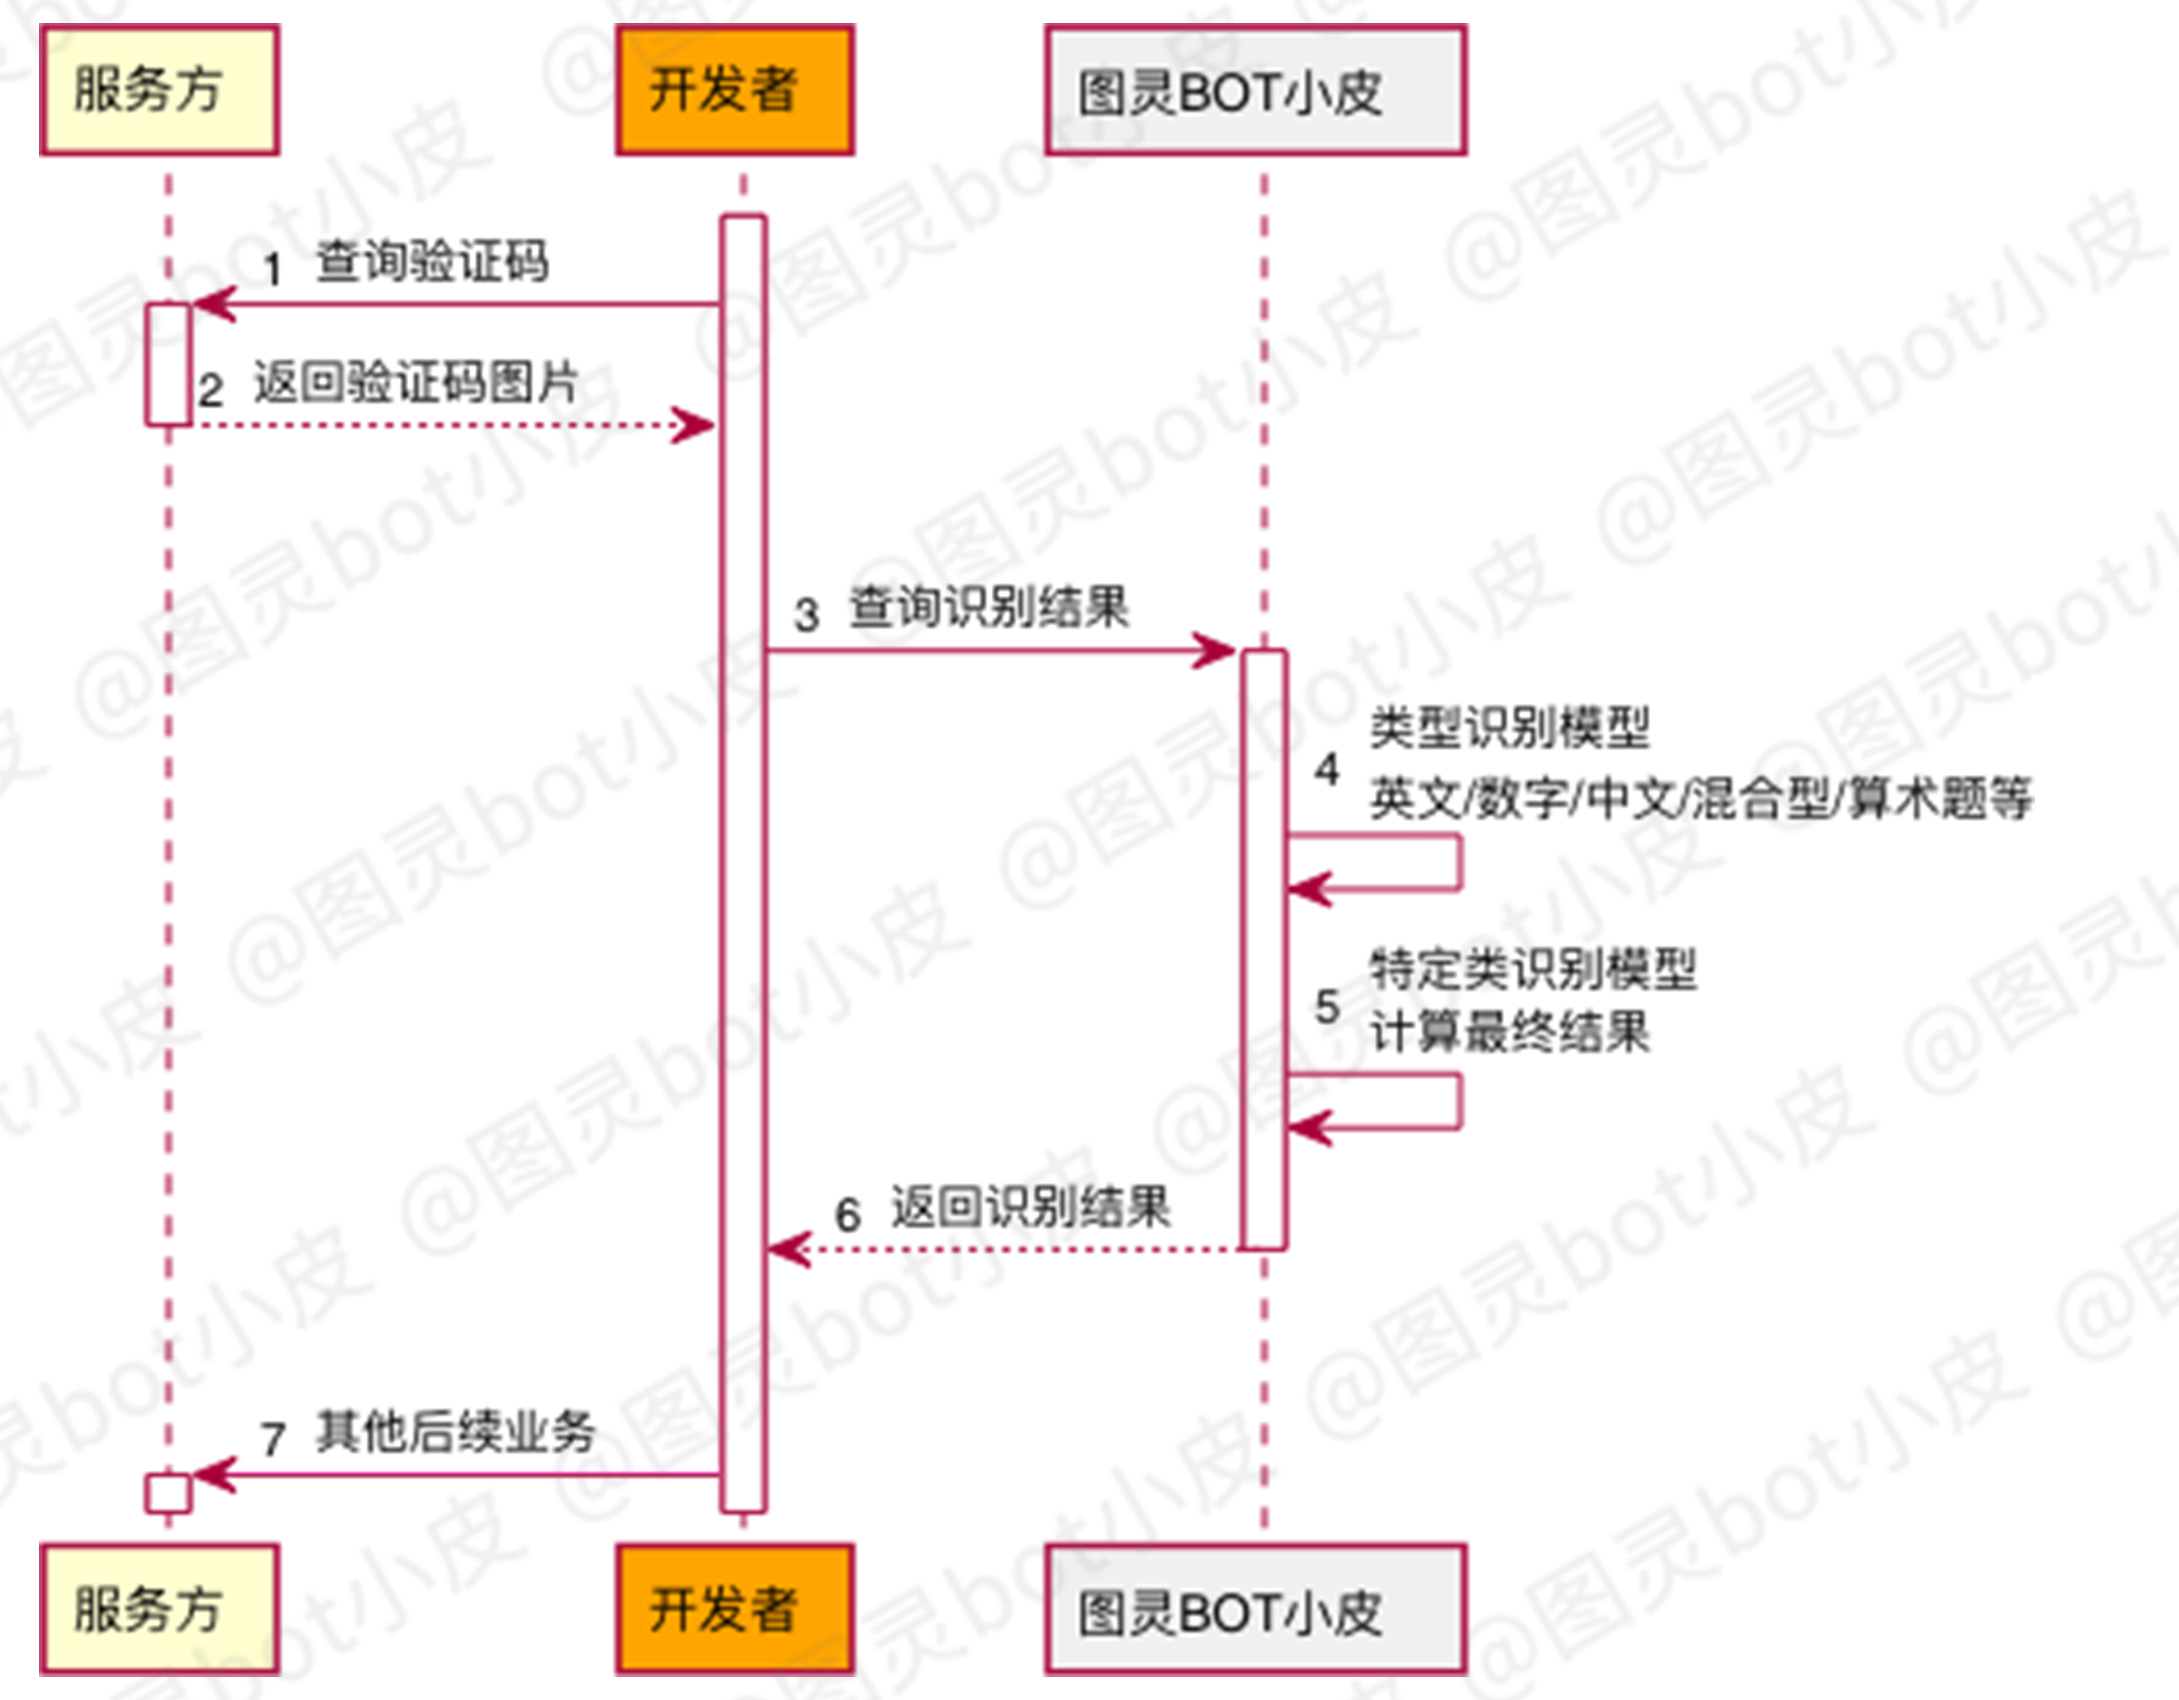 服务方
开发者
图灵BOT小皮
1 查询验证码
2 返回验证码图片
3 查询识别结果
4 类型识别模型
英文/数字/中文/混合型/算术题等
5 特定类识别模型
计算最终结果
6 返回识别结果
7 其他后续业务
服务方
开发者
图灵BOT小皮
@图灵bot小皮